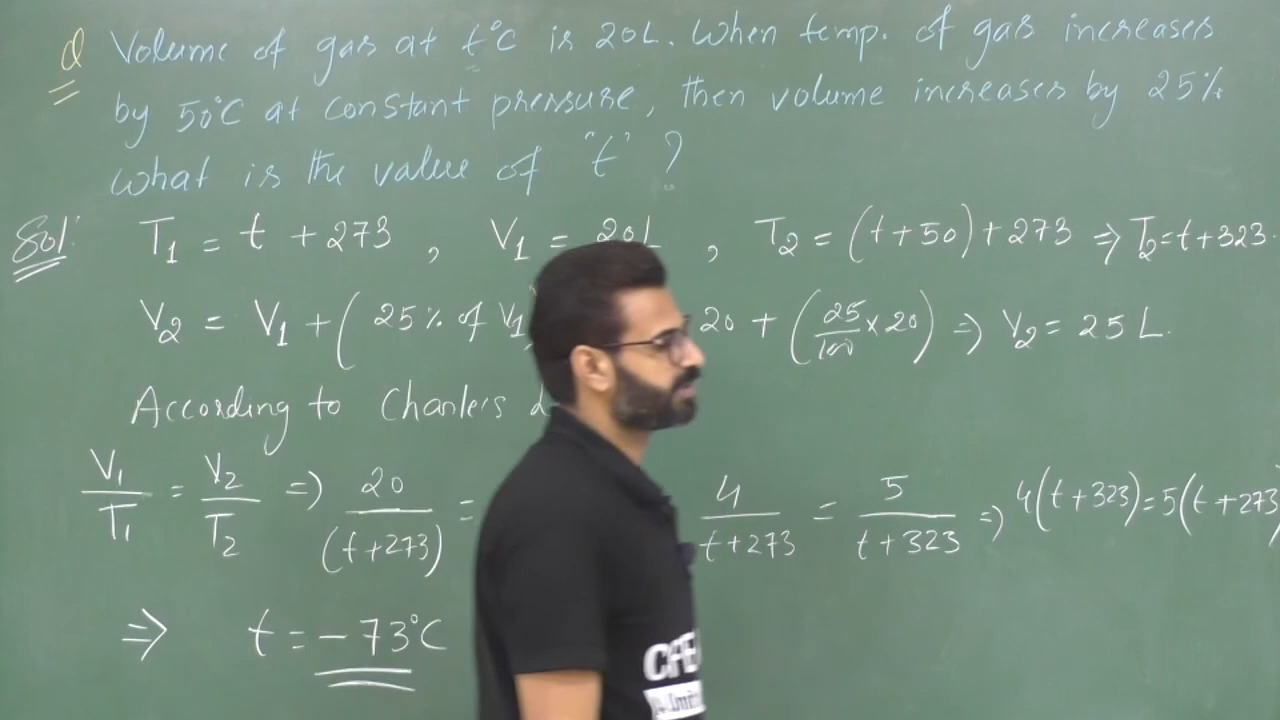 Q Volume of gas at t°C is 20L. When temp. of gas increases
by 50°C at constant pressure, then volume increases by 25%
what is the value of "t" ?
Sol: T₁ = t + 273 , V₁ = 20L , T₂ = (t+50)+273 ⇒ T₂=t+323.
V₂ = V₁ + ( 25% of V₁ 20 + (25/100 × 20) ⇒ V₂ = 25 L.
According to Charles
V₁/T₁ = V₂/T₂ ⇒ 20/(t+273) = 4/t+273 = 5/t+323 ⇒ 4(t+323)=5(t+273)
⇒ t = -73°C